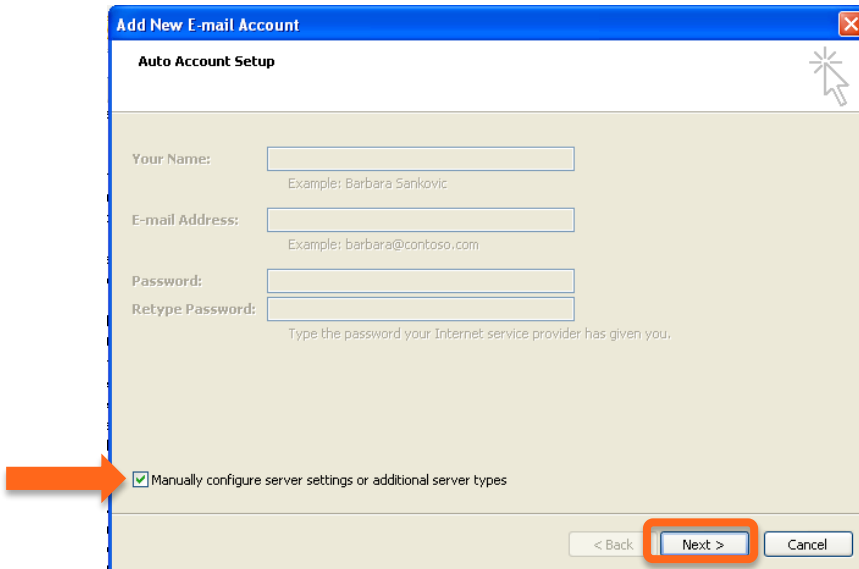 Add New E-mail Account
Auto Account Setup
Your Name:
Example: Barbara Sankovic
E-mail Address:
Example: barbara@contoso.com
Password:
Retype Password:
Type the password your Internet service provider has given you.
Manually configure server settings or additional server types
< Back Next > Cancel